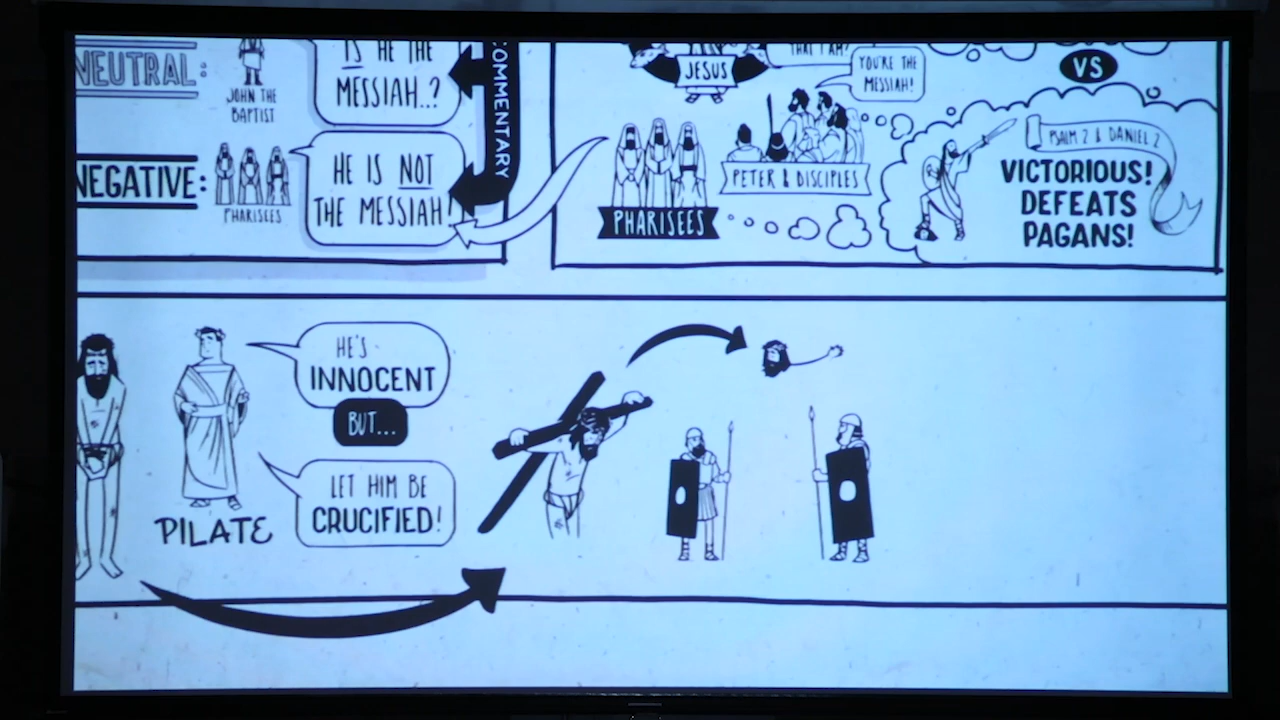 NEUTRAL:
JOHN THE
BAPTIST
IS HE THE
MESSIAH..?
COMMENTARY
NEGATIVE:
PHARISEES
HE IS NOT
THE MESSIAH!
JESUS
THAT I AM?
YOU'RE THE
MESSIAH!
PETER & DISCIPLES
PHARISEES
VS
PSALM 2 & DANIEL 2
VICTORIOUS!
DEFEATS
PAGANS!
PILATE
HE'S
INNOCENT
BUT...
LET HIM BE
CRUCIFIED!